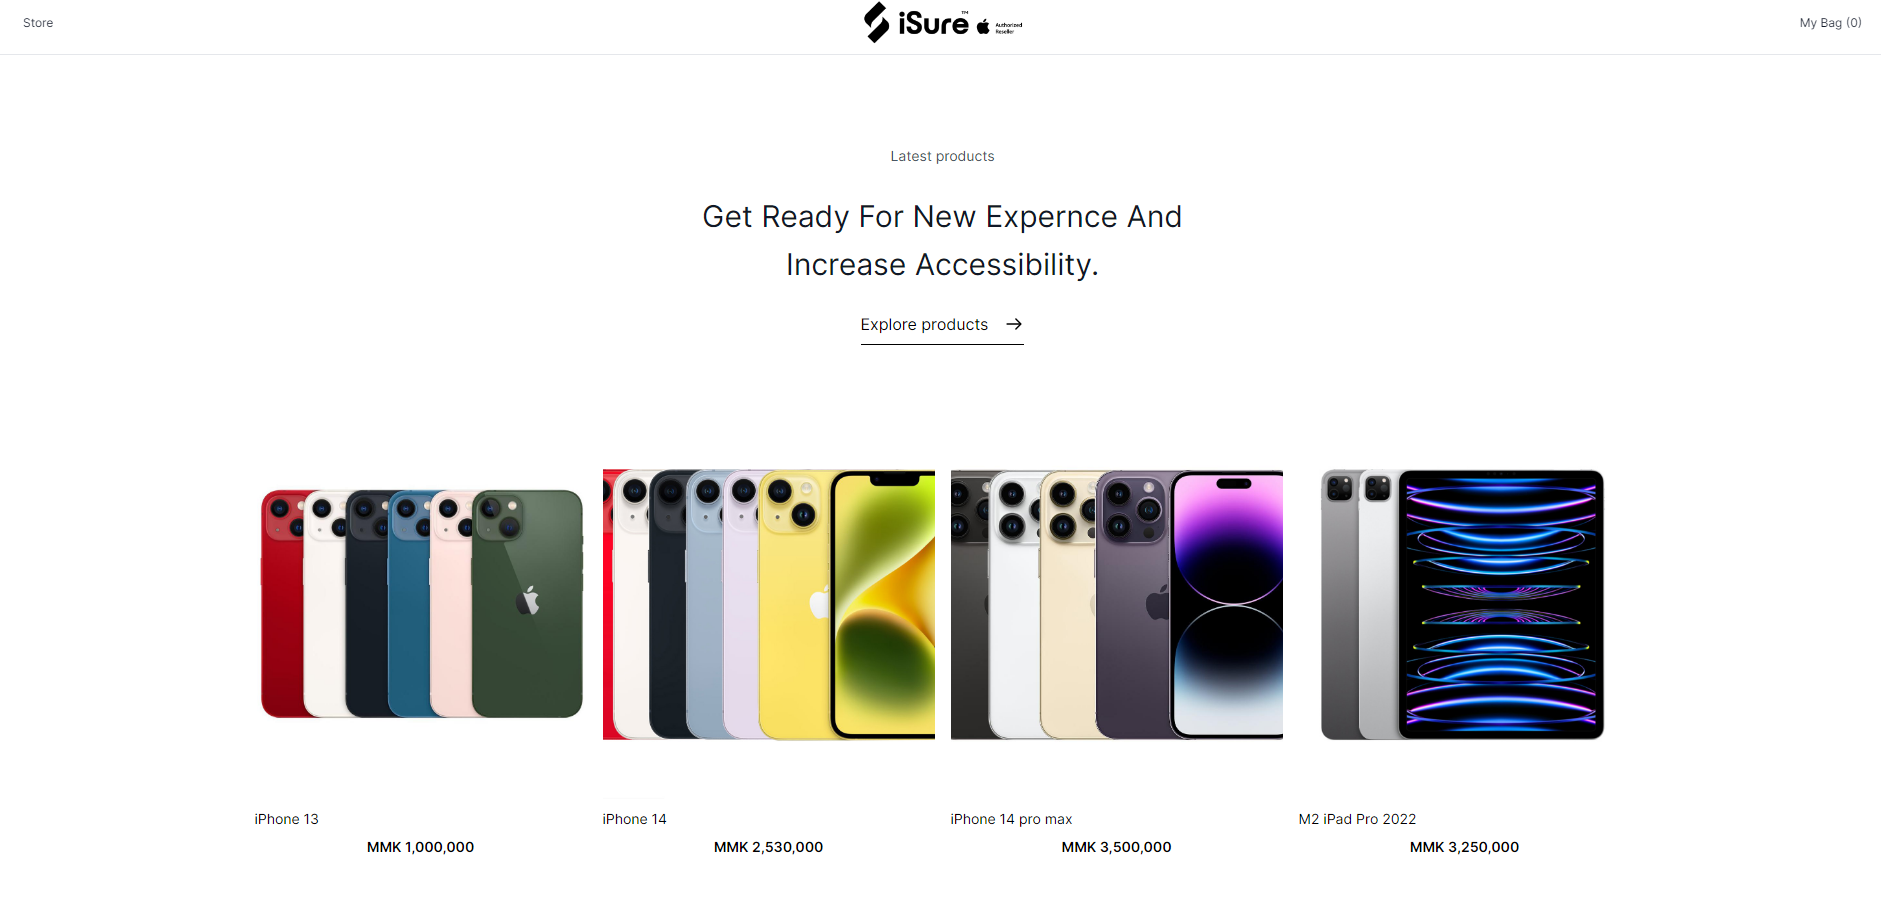 Store
iSure™
Authorized
Reseller
My Bag (0)
Latest products
Get Ready For New Expernce And
Increase Accessibility.
Explore products →
iPhone 13
MMK 1,000,000
iPhone 14
MMK 2,530,000
iPhone 14 pro max
MMK 3,500,000
M2 iPad Pro 2022
MMK 3,250,000